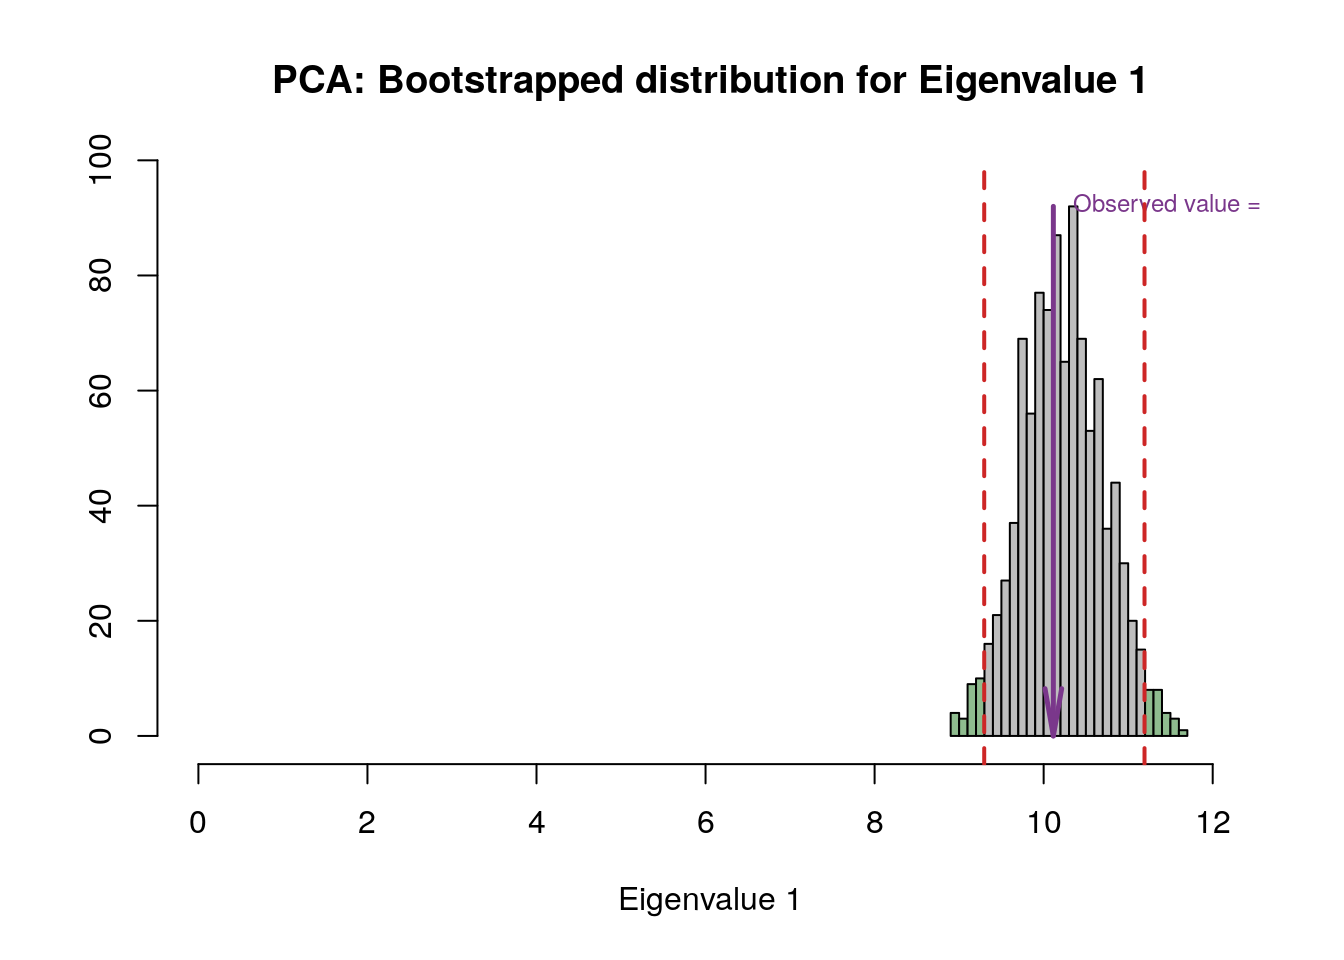 PCA: Bootstrapped distribution for Eigenvalue 1
100
80
60
40
20
0
Observed value =
0 2 4 6 8 10 12
Eigenvalue 1